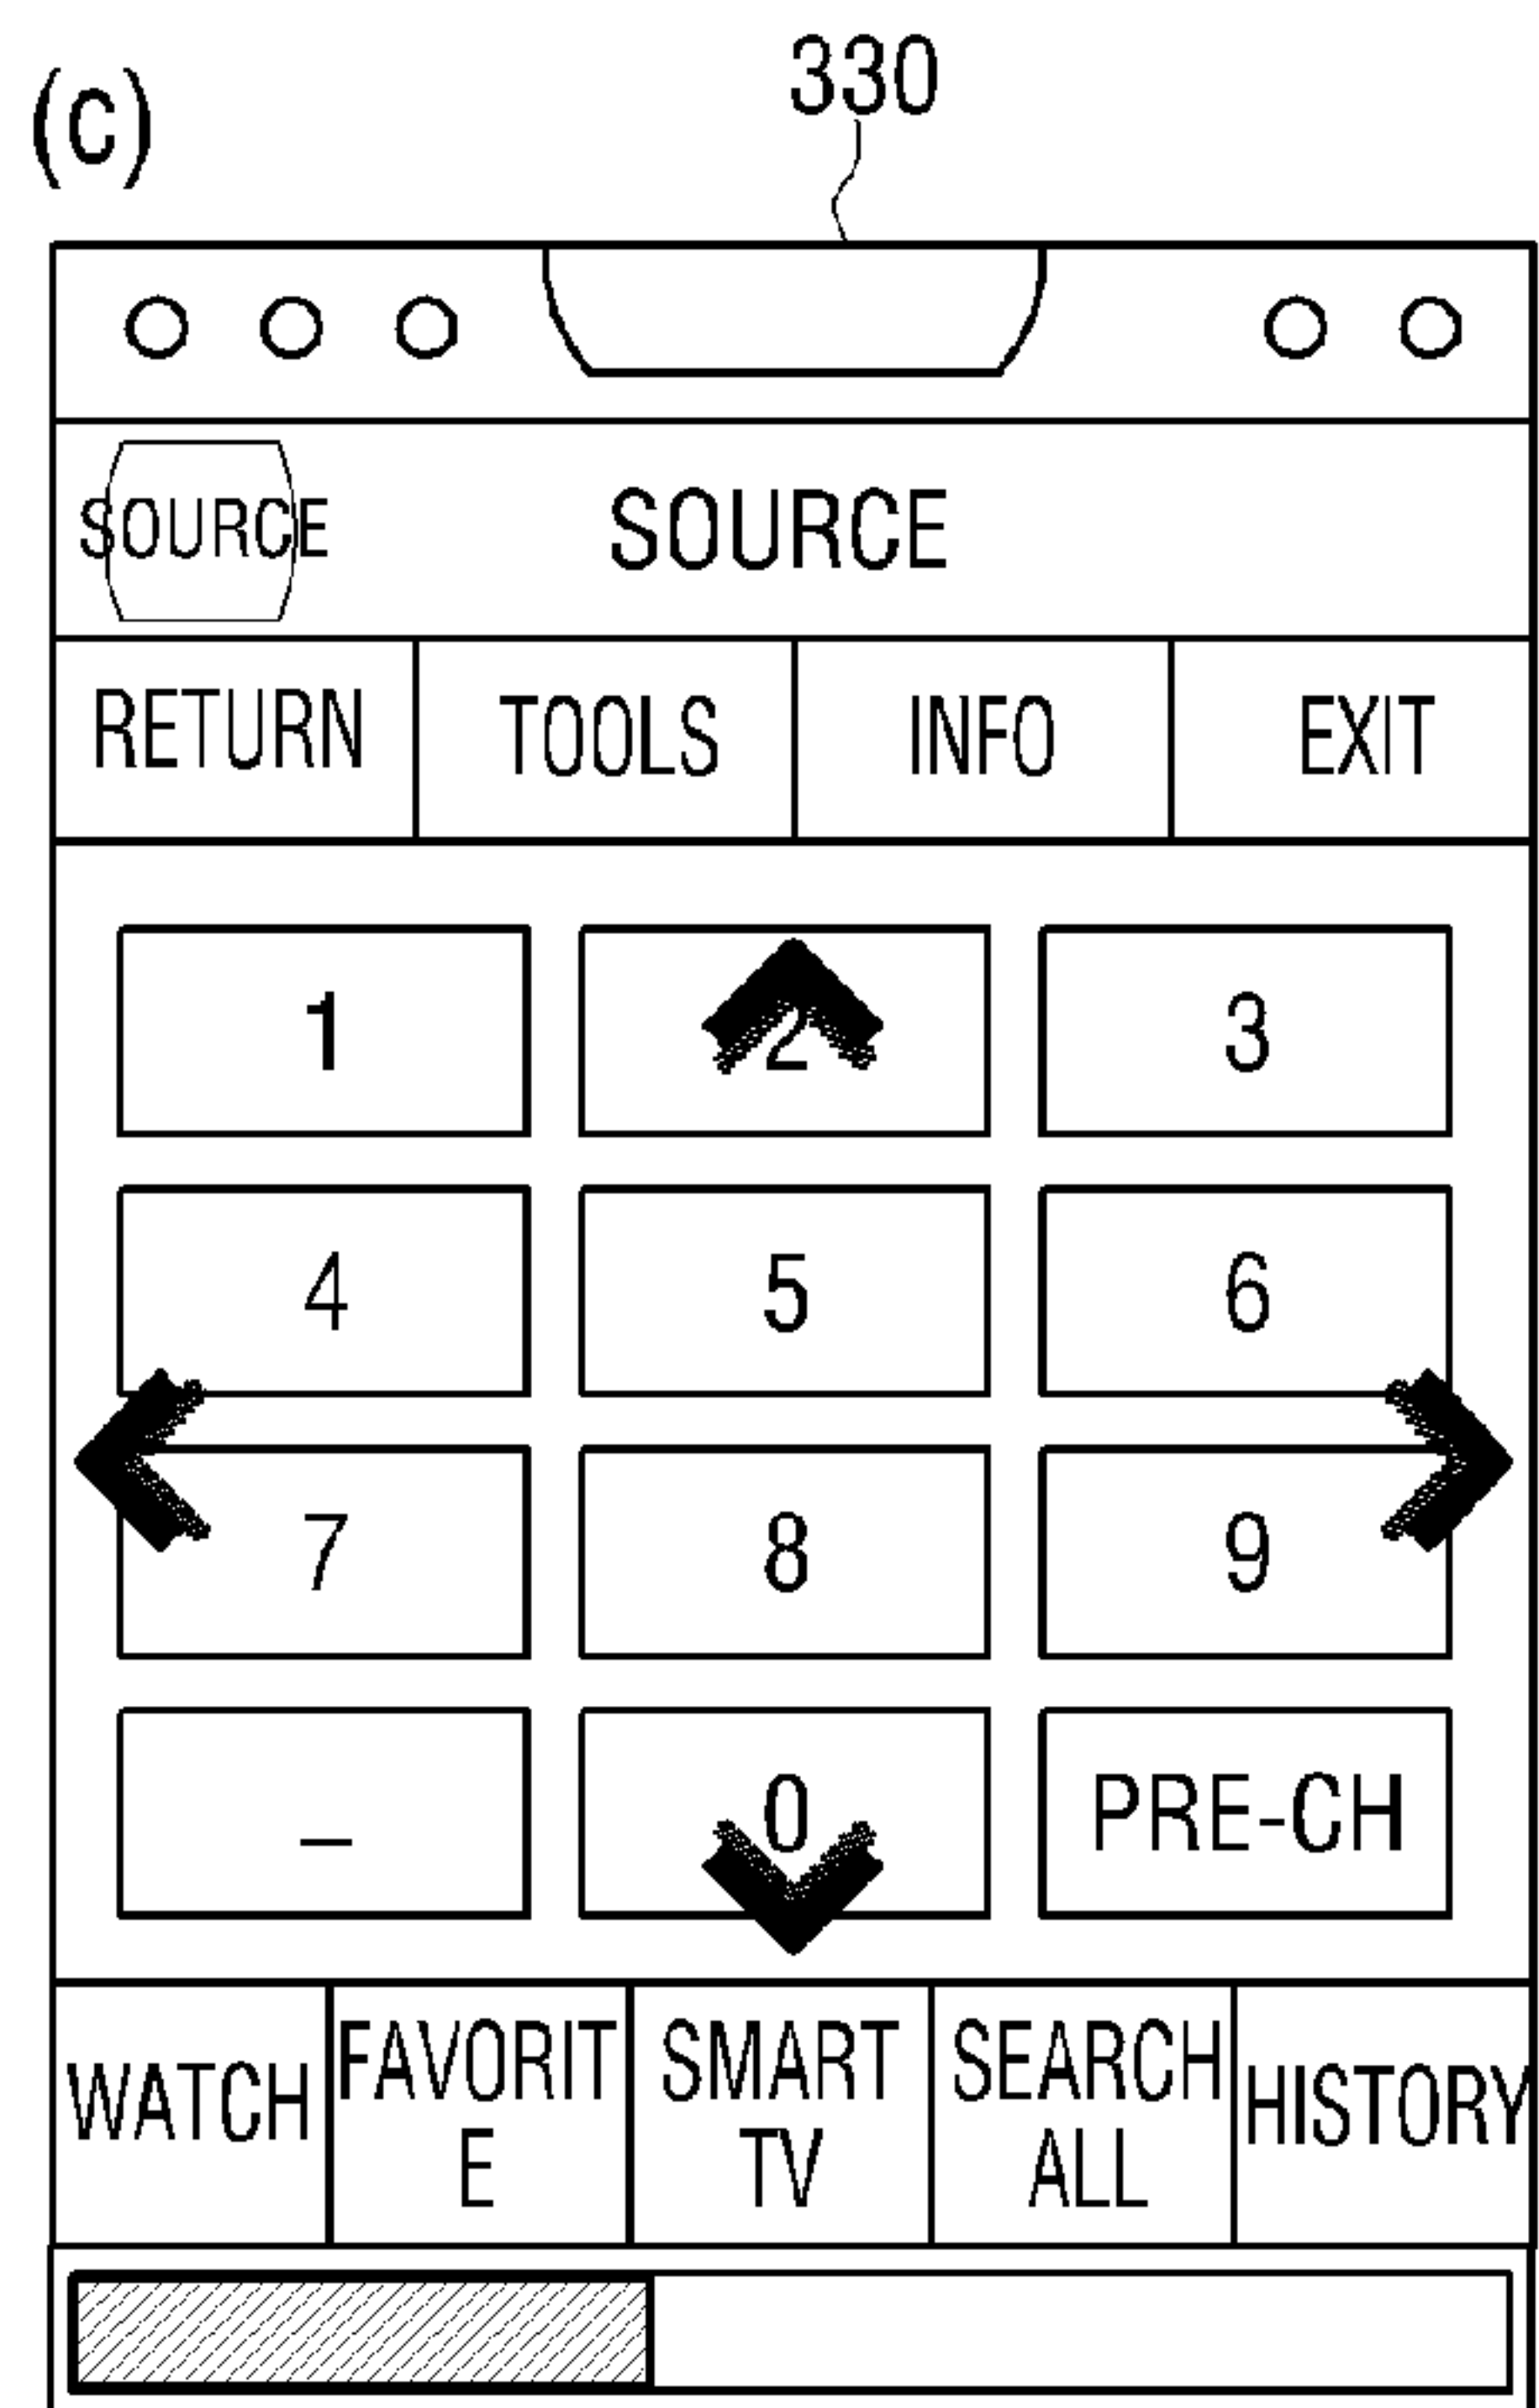 (c)
330
SOURCE SOURCE
RETURN TOOLS INFO EXIT
1 2 3
4 5 6
7 8 9
– 0 PRE-CH
WATCH FAVORIT SMART SEARCH HISTORY
E TV ALL